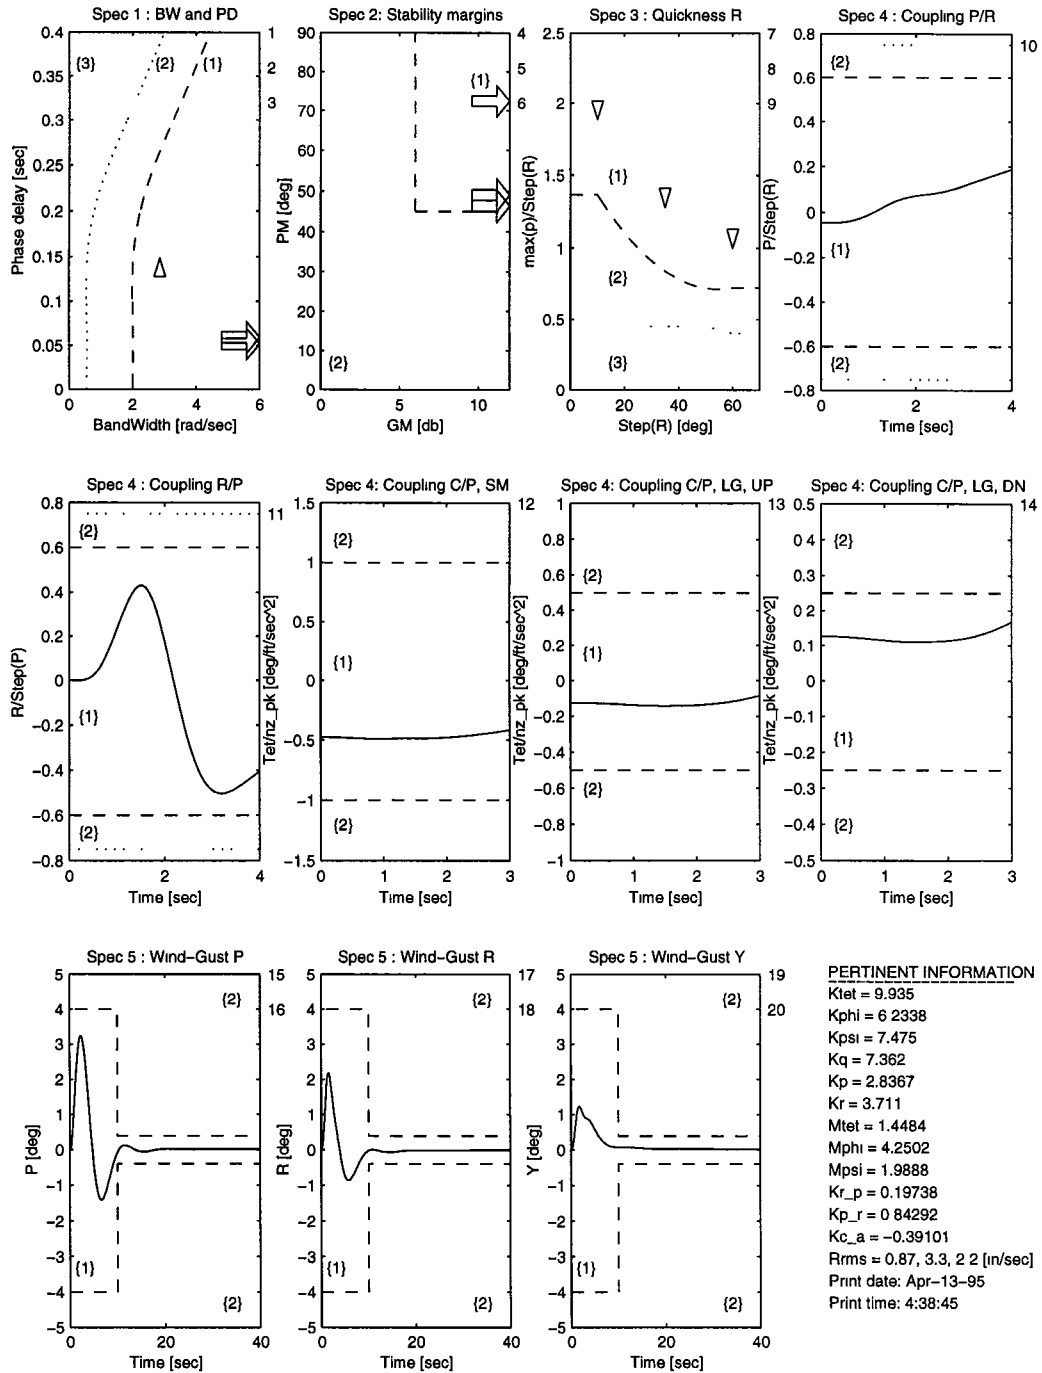 Spec 1 : BW and PD
Phase delay [sec]
0.4
0.35
0.3
0.25
0.2
0.15
0.1
0.05
0
{3}
{2}
{1}
0 2 4 6
BandWidth [rad/sec]
1
2
3
Spec 2: Stability margins
PM [deg]
90
80
70
60
50
40
30
20
10
0
{1}
{2}
0 5 10
GM [db]
4
5
6
Spec 3 : Quickness R
max(p)/Step(R)
2.5
2
1.5
1
0.5
0
{1}
{2}
{3}
0 20 40 60
Step(R) [deg]
7
8
9
Spec 4 : Coupling P/R
P/Step(R)
0.8
0.6
0.4
0.2
0
-0.2
-0.4
-0.6
-0.8
{2}
{1}
{2}
0 2 4
Time [sec]
10
Spec 4 : Coupling R/P
R/Step(P)
0.8
0.6
0.4
0.2
0
-0.2
-0.4
-0.6
-0.8
{2}
{1}
{2}
0 2 4
Time [sec]
11
Spec 4: Coupling C/P, SM
Tet/nz_pk [deg/ft/sec^2]
1.5
1
0.5
0
-0.5
-1
-1.5
{2}
{1}
{2}
0 1 2 3
Time [sec]
12
Spec 4: Coupling C/P, LG, UP
Tet/nz_pk [deg/ft/sec^2]
1
0.8
0.6
0.4
0.2
0
-0.2
-0.4
-0.6
-0.8
-1
{2}
{2}
{1}
{2}
0 1 2 3
Time [sec]
13
Spec 4: Coupling C/P, LG, DN
Tet/nz_pk [deg/ft/sec^2]
0.5
0.4
0.3
0.2
0.1
0
-0.1
-0.2
-0.3
-0.4
-0.5
{2}
{1}
{2}
0 1 2 3
Time [sec]
14
Spec 5 : Wind-Gust P
P [deg]
5
4
3
2
1
0
-1
-2
-3
-4
-5
{2}
{1}
{2}
0 20 40
Time [sec]
15
16
Spec 5 : Wind-Gust R
R [deg]
5
4
3
2
1
0
-1
-2
-3
-4
-5
{2}
{1}
{2}
0 20 40
Time [sec]
17
18
Spec 5 : Wind-Gust Y
Y [deg]
5
4
3
2
1
0
-1
-2
-3
-4
-5
{2}
{1}
{2}
0 20 40
Time [sec]
19
20
PERTINENT INFORMATION
Ktet = 9.935
Kphi = 6 2338
Kpsi = 7.475
Kq = 7.362
Kp = 2.8367
Kr = 3.711
Mtet = 1.4484
Mphi = 4.2502
Mpsi = 1.9888
Kr_p = 0.19738
Kp_r = 0 84292
Kc_a = -0.39101
Rrms = 0.87, 3.3, 2 2 [in/sec]
Print date: Apr-13-95
Print time: 4:38:45